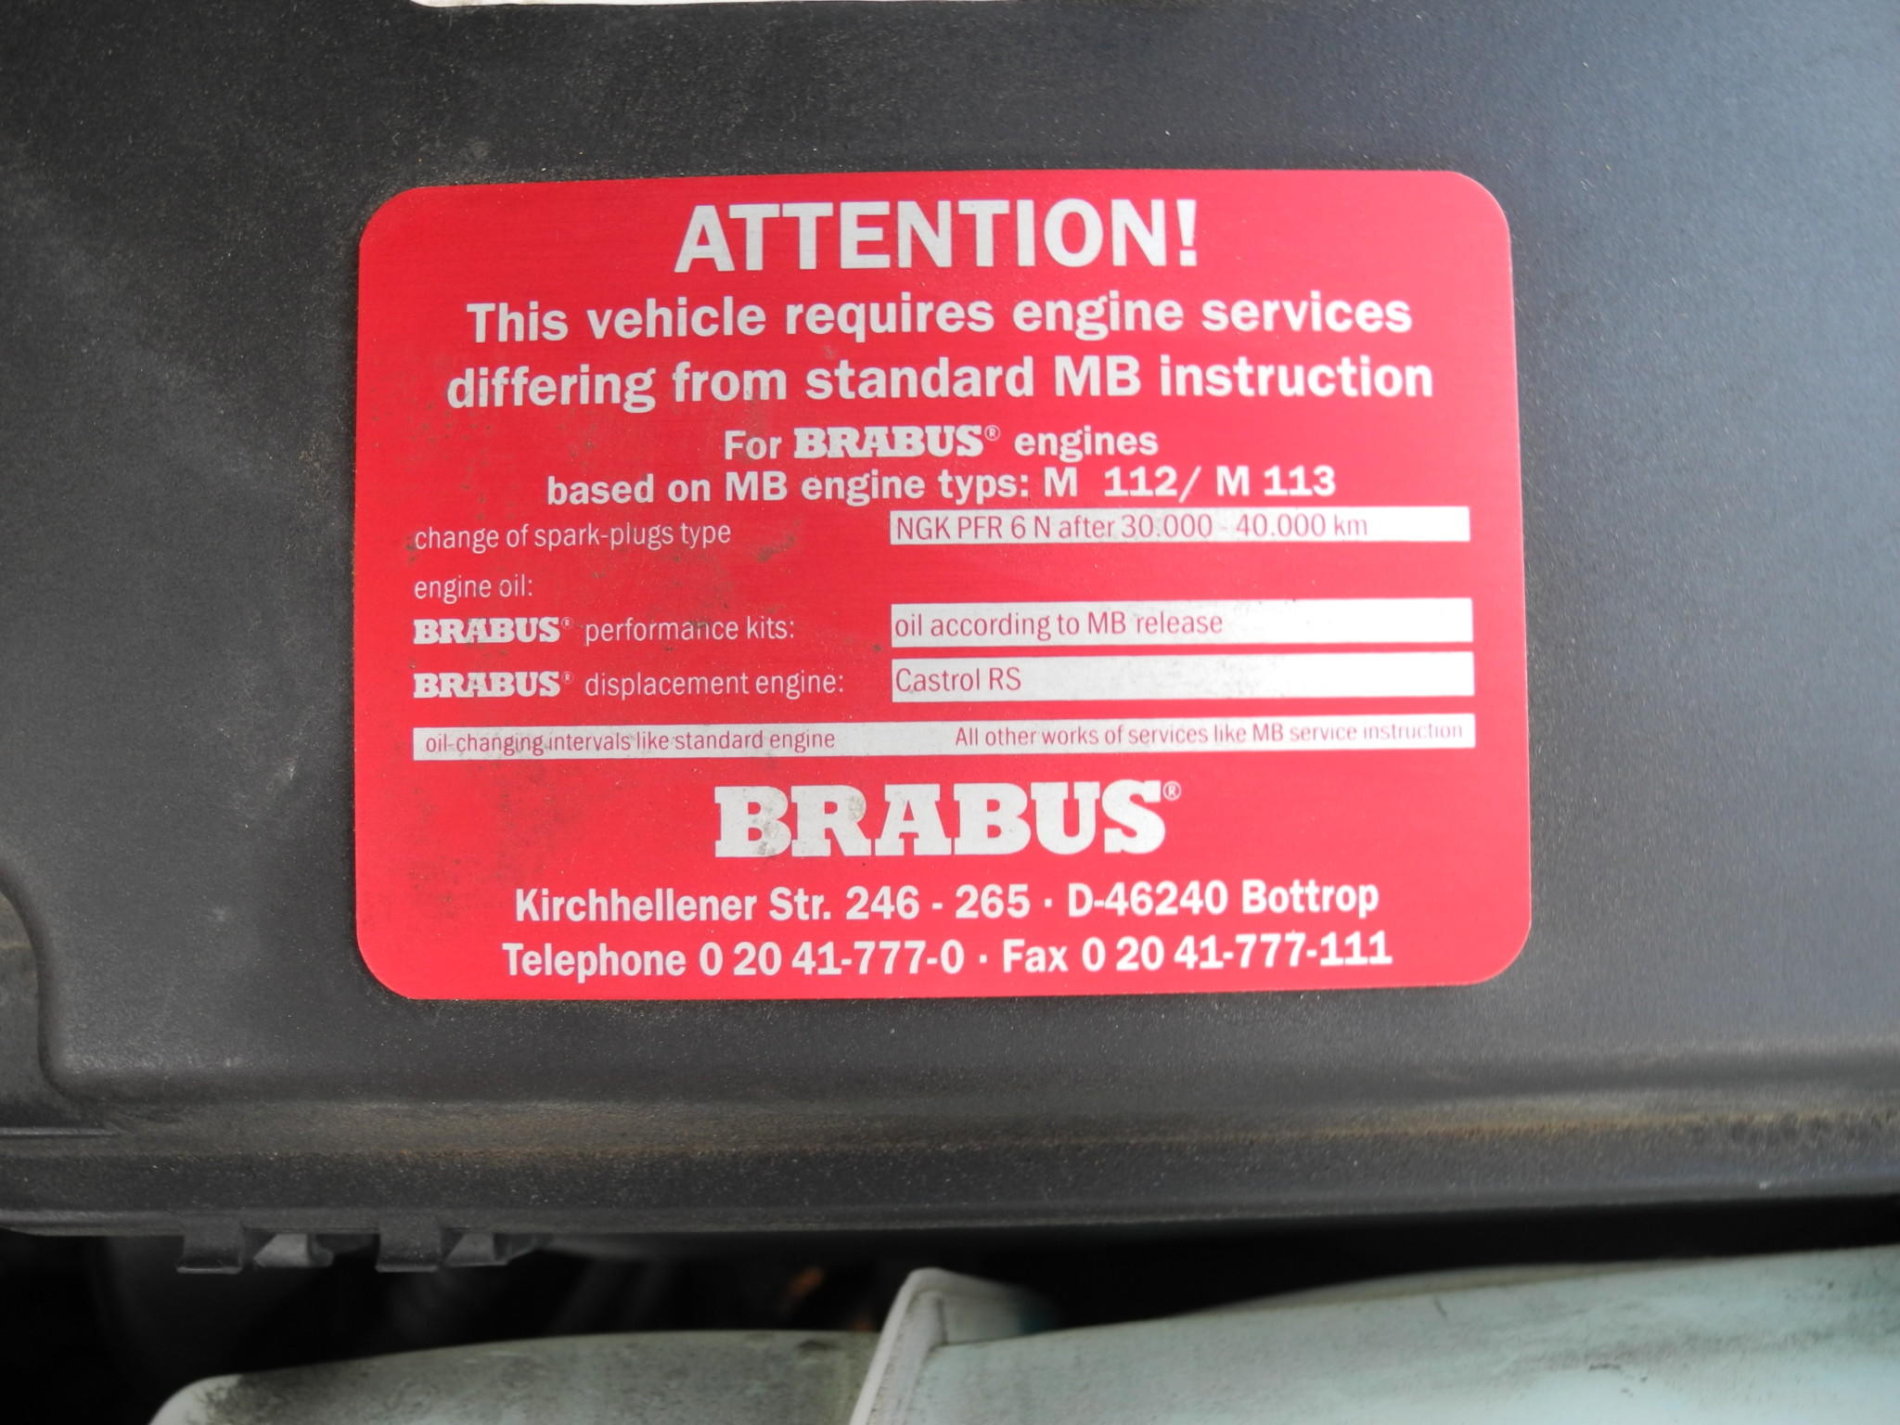 ATTENTION!
This vehicle requires engine services
differing from standard MB instruction
For BRABUS® engines
based on MB engine typs: M 112/ M 113
change of spark-plugs type NGK PFR 6 N after 30.000 - 40.000 km
engine oil:
BRABUS® performance kits: oil according to MB release
BRABUS® displacement engine: Castrol RS
oil-changing intervals like standard engine All other works of services like MB service instruction
BRABUS®
Kirchhellener Str. 246 - 265 · D-46240 Bottrop
Telephone 0 20 41-777-0 · Fax 0 20 41-777-111